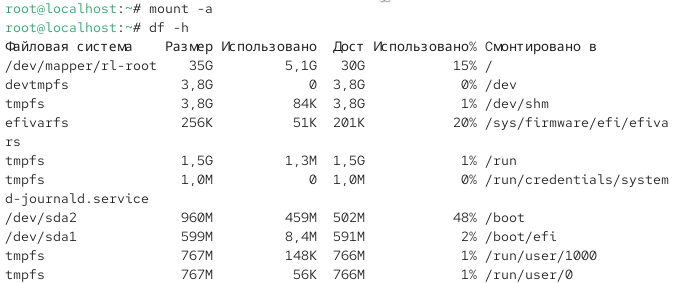 root@localhost:~# mount -a
root@localhost:~# df -h
Файловая система Размер Использовано Дост Использовано% Смонтировано в
/dev/mapper/rl-root 35G 5,1G 30G 15% /
devtmpfs 3,8G 0 3,8G 0% /dev
tmpfs 3,8G 84K 3,8G 1% /dev/shm
efivarfs 256K 51K 201K 20% /sys/firmware/efi/efiva
rs
tmpfs 1,5G 1,3M 1,5G 1% /run
tmpfs 1,0M 0 1,0M 0% /run/credentials/system
d-journald.service
/dev/sda2 960M 459M 502M 48% /boot
/dev/sda1 599M 8,4M 591M 2% /boot/efi
tmpfs 767M 148K 766M 1% /run/user/1000
tmpfs 767M 56K 766M 1% /run/user/0